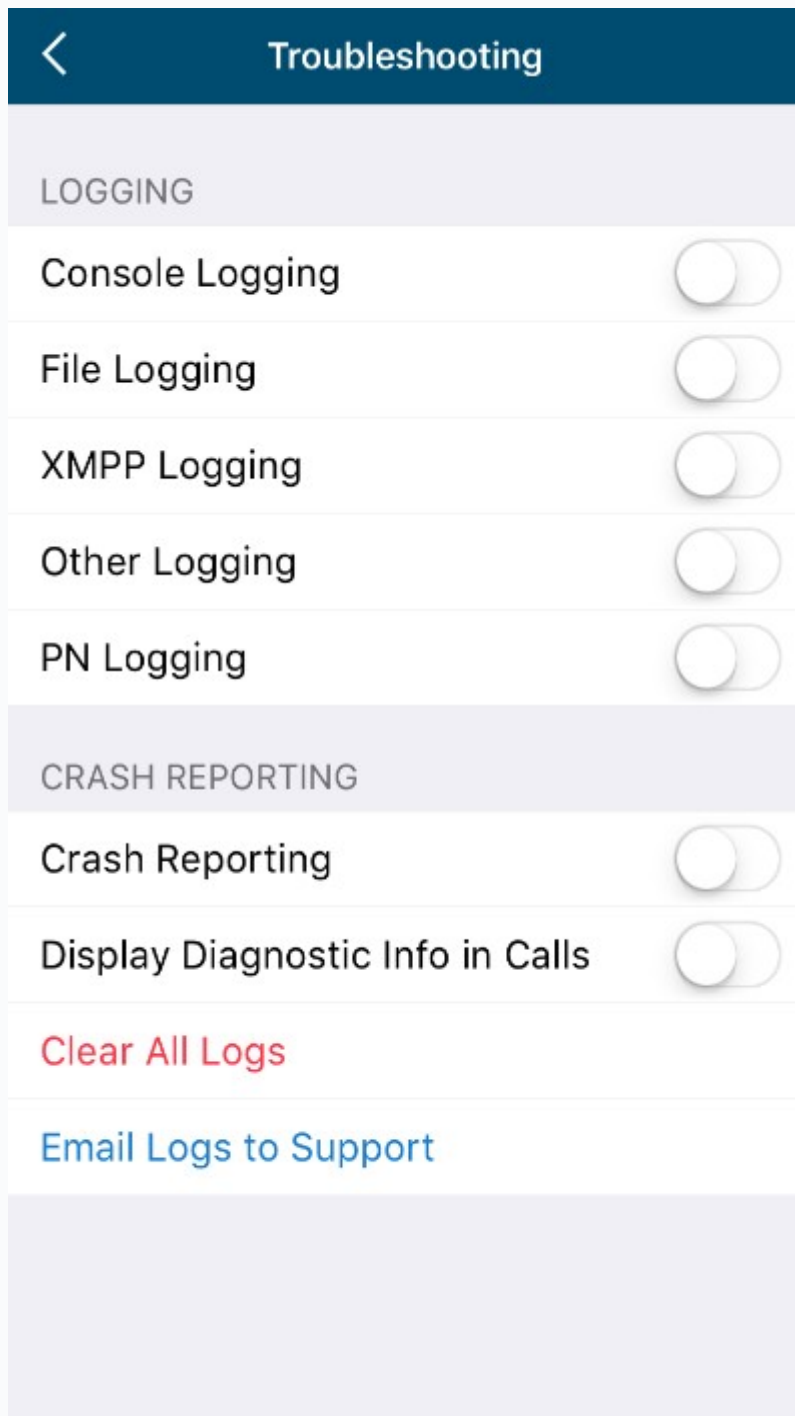 Troubleshooting
LOGGING
Console Logging
File Logging
XMPP Logging
Other Logging
PN Logging
CRASH REPORTING
Crash Reporting
Display Diagnostic Info in Calls
Clear All Logs
Email Logs to Support